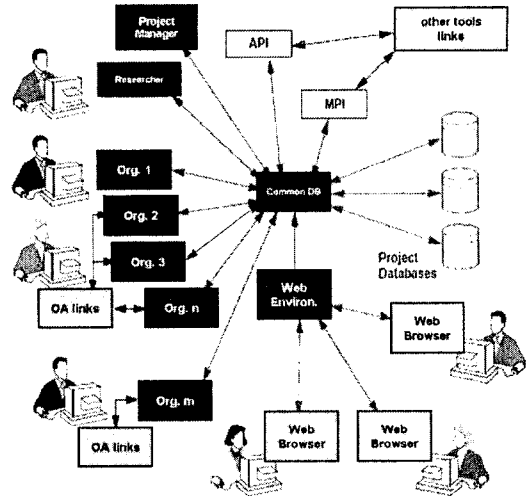 Project
Manager
other tools
links
API
Researcher
MPI
Org. 1
Common DB
Org. 2
Org. 3
Project
Databases
Web
Environ.
OA links
Org. n
Web
Browser
Org. m
OA links
Web
Browser
Web
Browser